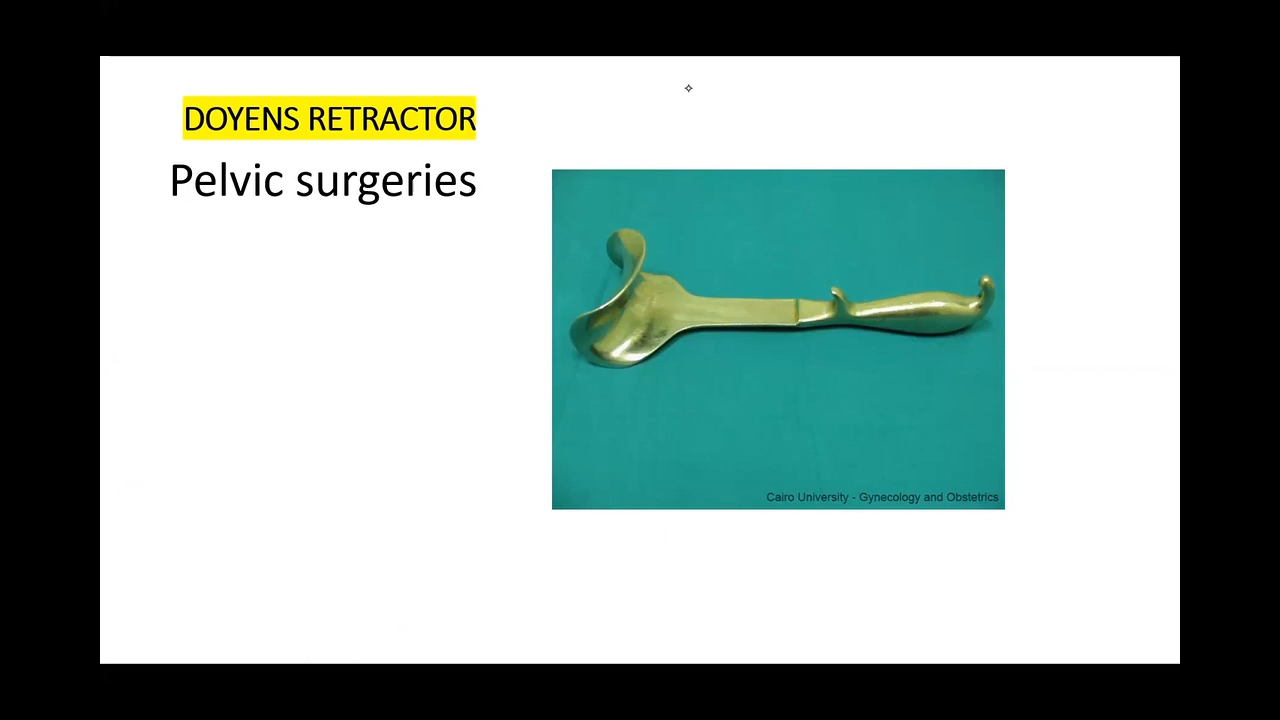 DOYENS RETRACTOR
Pelvic surgeries
Cairo University - Gynecology and Obstetrics